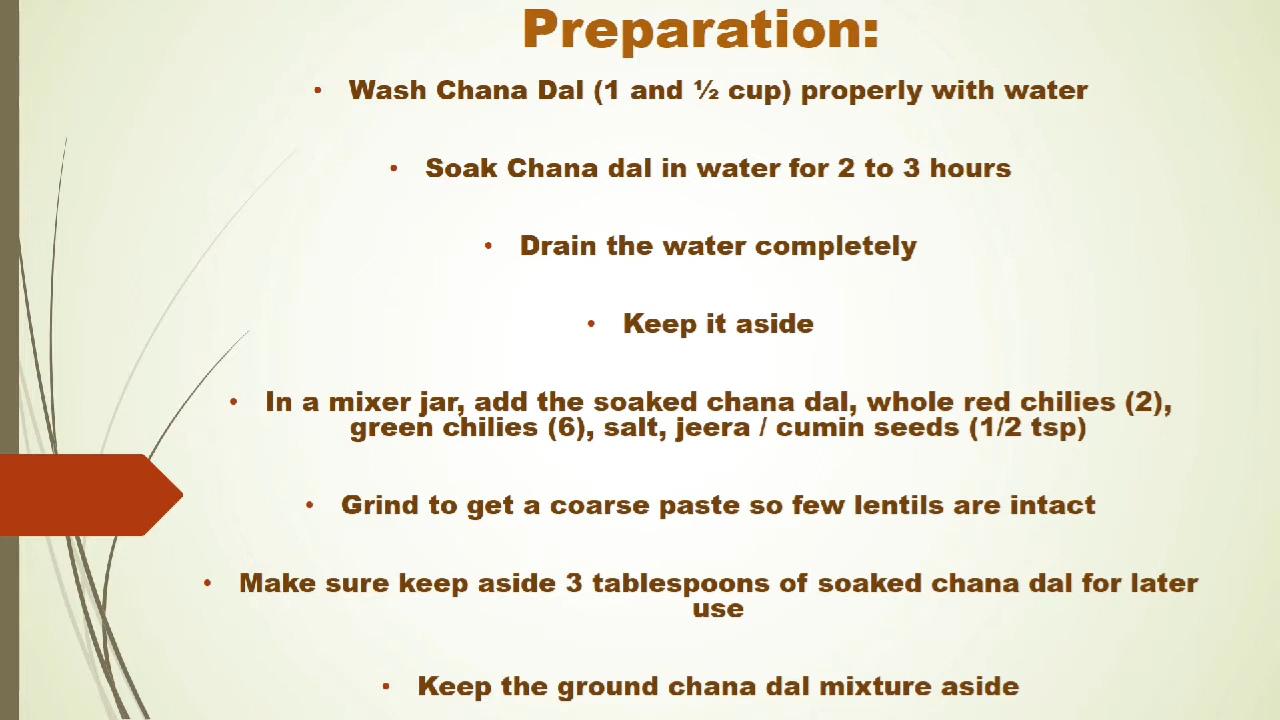 Preparation:
• Wash Chana Dal (1 and ½ cup) properly with water
• Soak Chana dal in water for 2 to 3 hours
• Drain the water completely
• Keep it aside
• In a mixer jar, add the soaked chana dal, whole red chilies (2),
green chilies (6), salt, jeera / cumin seeds (1/2 tsp)
• Grind to get a coarse paste so few lentils are intact
• Make sure keep aside 3 tablespoons of soaked chana dal for later
use
• Keep the ground chana dal mixture aside